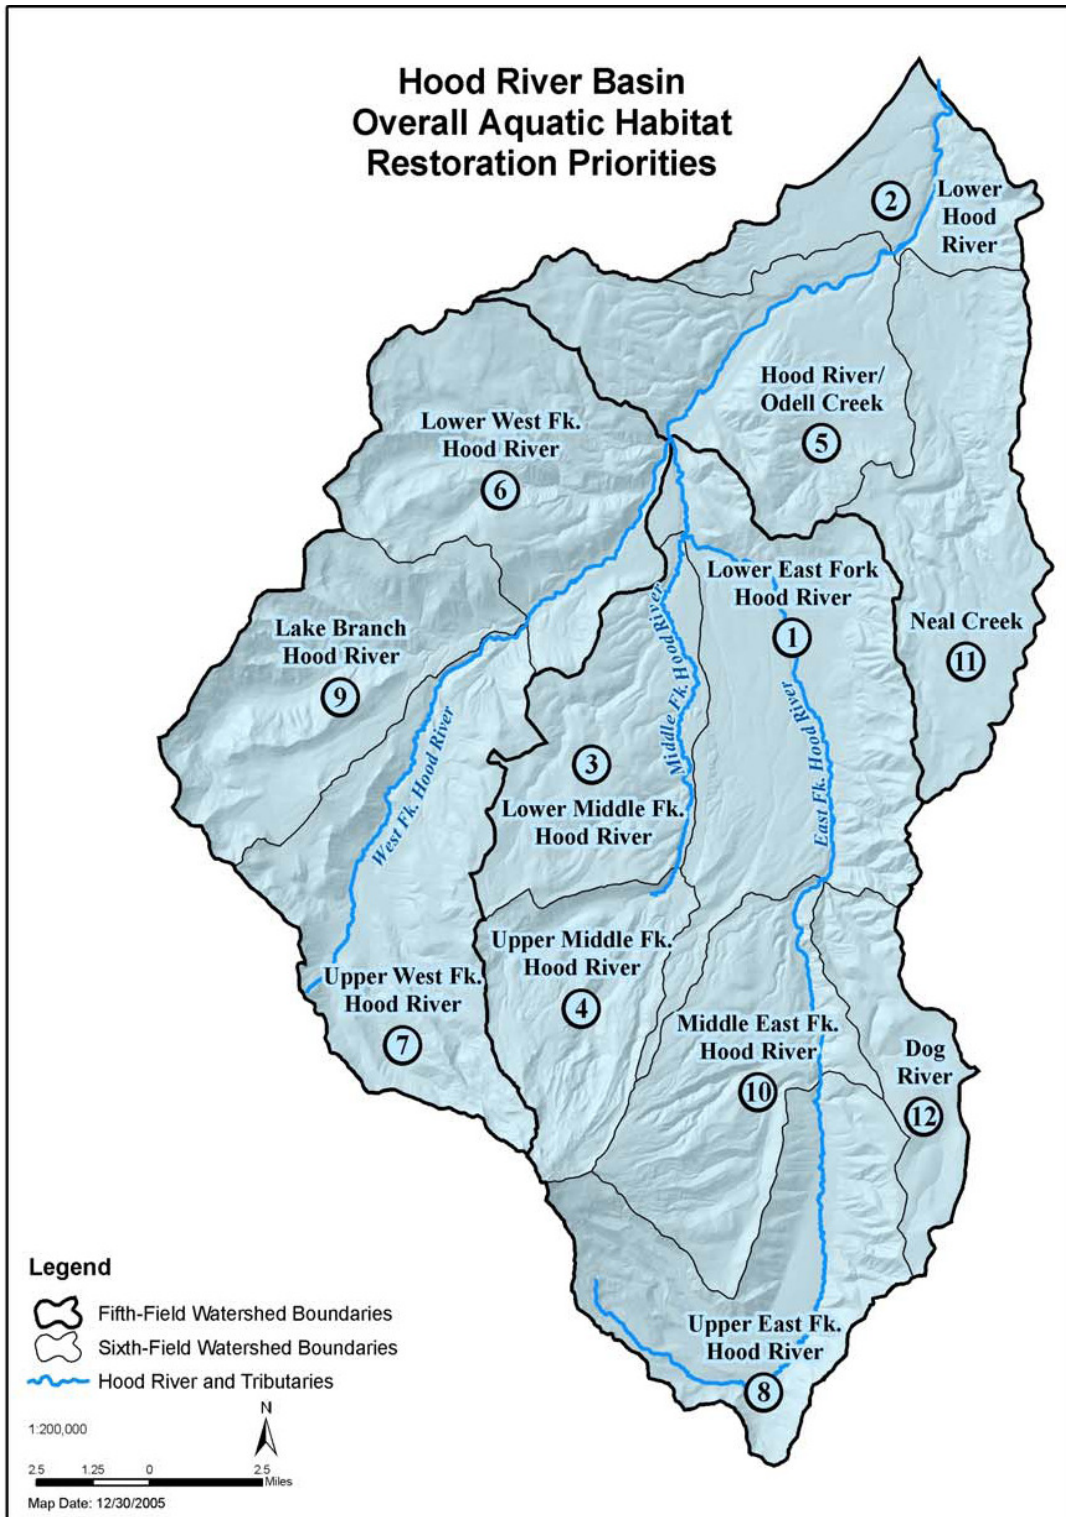 Hood River Basin
Overall Aquatic Habitat
Restoration Priorities
2
Lower
Hood
River
Hood River/
Odell Creek
5
Lower West Fk.
Hood River
6
Lower East Fork
Hood River
1
Neal Creek
11
Lake Branch
Hood River
9
West Fk. Hood River
Middle Fk. Hood River
East Fk. Hood River
3
Lower Middle Fk.
Hood River
Upper Middle Fk.
Hood River
4
Upper West Fk.
Hood River
7
Middle East Fk.
Hood River
10
Dog
River
12
Upper East Fk.
Hood River
8
Legend
Fifth-Field Watershed Boundaries
Sixth-Field Watershed Boundaries
Hood River and Tributaries
N
1:200,000
2.5 1.25 0 2.5
Miles
Map Date: 12/30/2005